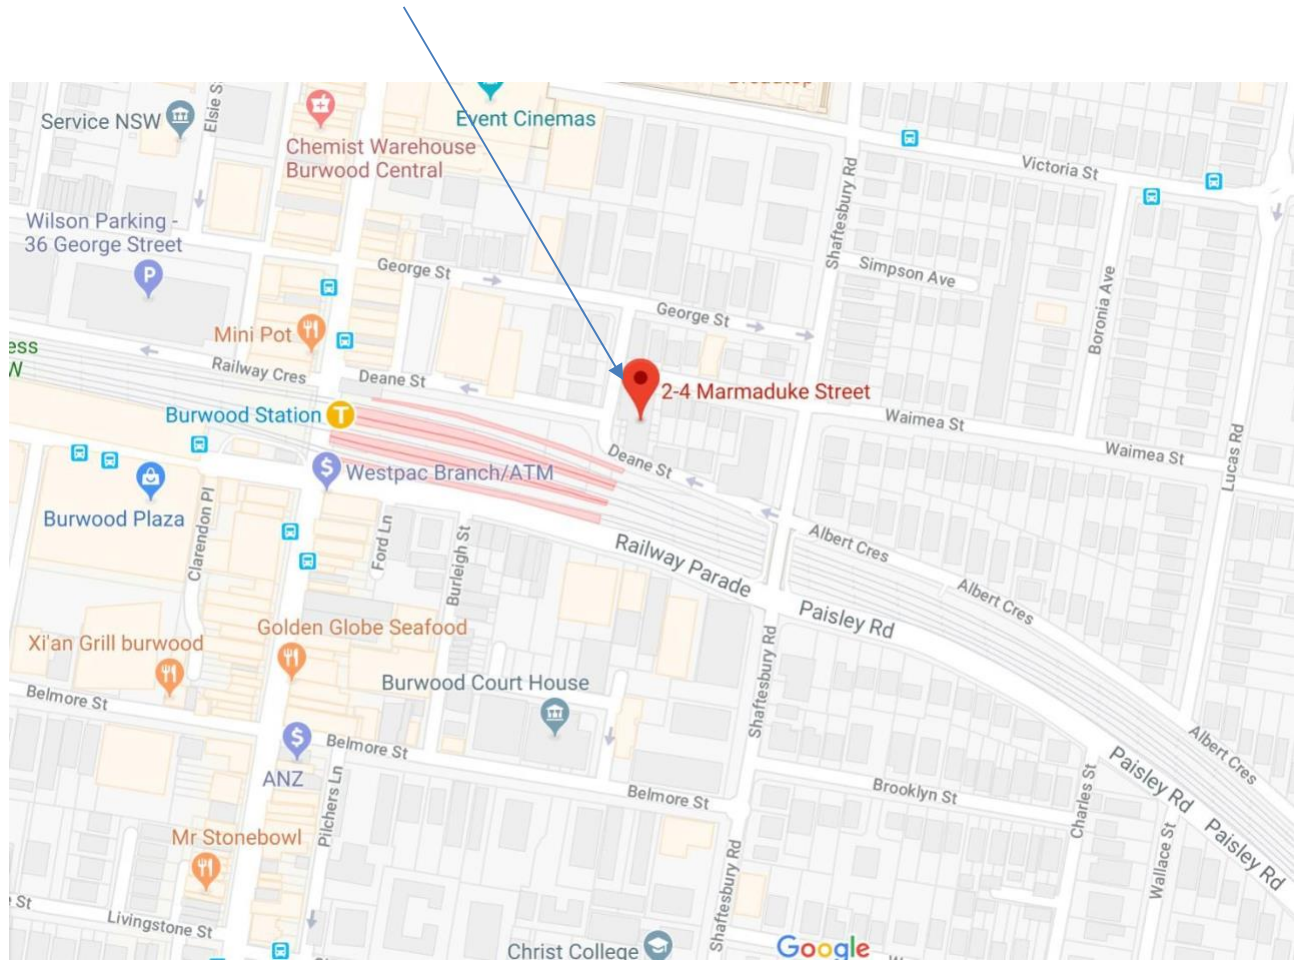 Broadtop
Event Cinemas
Service NSW
Elsie S
Chemist Warehouse
Burwood Central
Victoria St
Shaftesbury Rd
Wilson Parking -
36 George Street
P
George St
Simpson Ave
Boronia Ave
George St
Mini Pot
ess
W
Railway Cres
Deane St
2-4 Marmaduke Street
Burwood Station
T
Waimea St
Waimea St
Lucas Rd
Deane St
$
Westpac Branch/ATM
Burwood Plaza
Clarendon Pl
Ford Ln
Burleigh St
Railway Parade
Albert Cres
Albert Cres
Paisley Rd
Golden Globe Seafood
Xi'an Grill burwood
Shaftesbury Rd
Burwood Court House
Belmore St
$
ANZ
Belmore St
Albert Cres
Paisley Rd
Pilchers Ln
Belmore St
Brooklyn St
Charles St
Paisley Rd
Mr Stonebowl
Wallace St
Shaftesbury Rd
e St
Livingstone St
Christ College
Google